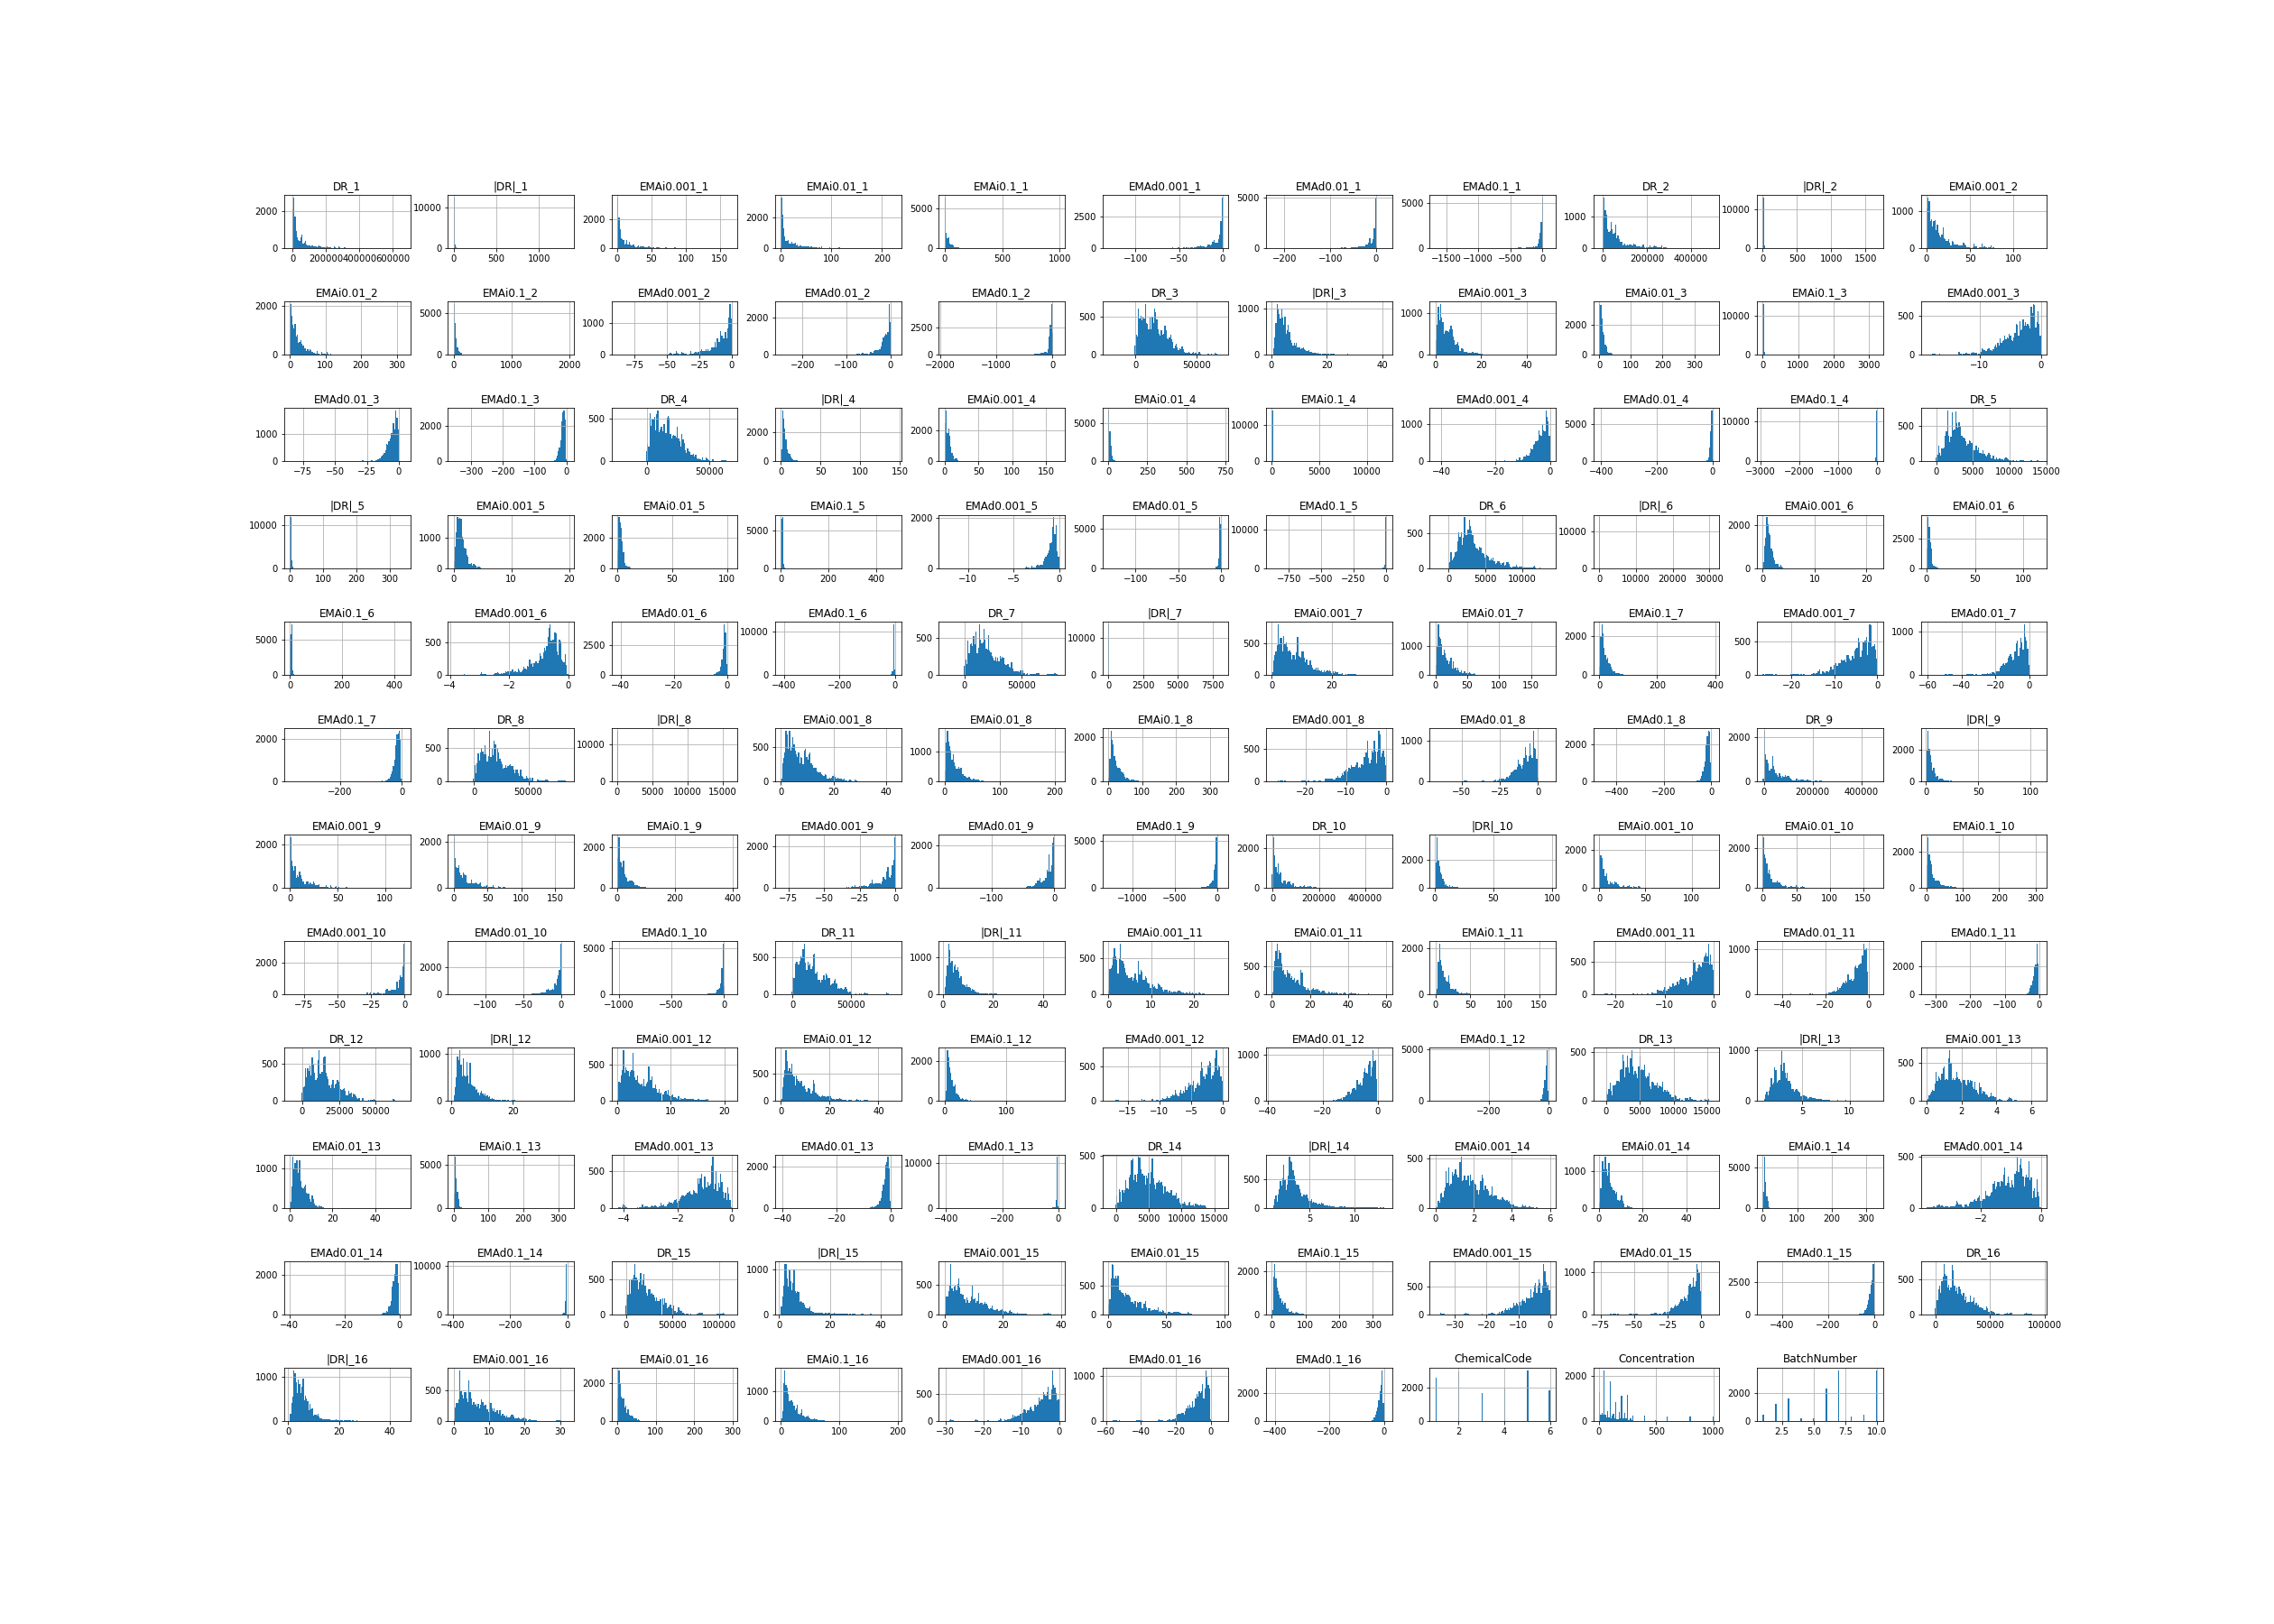 DR_1 |DR|_1 EMAi0.001_1 EMAi0.01_1 EMAi0.1_1 EMAd0.001_1 EMAd0.01_1 EMAd0.1_1 DR_2 |DR|_2 EMAi0.001_2
2000 10000 2000 2000 5000 2500 5000 5000 1000 10000 1000
0 0 0 0 0 0 0 0 0 0 0
0 200000 400000 600000 0 500 1000 0 50 100 150 0 100 200 0 500 1000 −100 −50 0 −200 −100 0 −1500 −1000 −500 0 0 200000 400000 0 500 1000 1500 0 50 100
EMAi0.01_2 EMAi0.1_2 EMAd0.001_2 EMAd0.01_2 EMAd0.1_2 DR_3 |DR|_3 EMAi0.001_3 EMAi0.01_3 EMAi0.1_3 EMAd0.001_3
2000 5000 1000 2000 2500 500 1000 1000 2000 10000 500
1000 500 5000
0 0 0 0 0 0 0 0 0 0 0
0 100 200 300 0 1000 2000 −75 −50 −25 0 −200 −100 0 −2000 −1000 0 0 50000 0 20 40 0 20 40 0 100 200 300 0 1000 2000 3000 −10 0
EMAd0.01_3 EMAd0.1_3 DR_4 |DR|_4 EMAi0.001_4 EMAi0.01_4 EMAi0.1_4 EMAd0.001_4 EMAd0.01_4 EMAd0.1_4 DR_5
1000 2000 500 2000 2000 5000 10000 1000 5000 10000 500
250 5000 5000
0 0 0 0 0 0 0 0 0 0 0
−75 −50 −25 0 −300 −200 −100 0 0 50000 0 50 100 150 0 50 100 150 0 250 500 750 0 5000 10000 −40 −20 0 −400 −200 0 −3000 −2000 −1000 0 0 5000 10000 15000
|DR|_5 EMAi0.001_5 EMAi0.01_5 EMAi0.1_5 EMAd0.001_5 EMAd0.01_5 EMAd0.1_5 DR_6 |DR|_6 EMAi0.001_6 EMAi0.01_6
10000 1000 2000 5000 2000 5000 10000 500 10000 2000 2500
5000 1000 5000
0 0 0 0 0 0 0 0 0 0 0
0 100 200 300 0 10 20 0 50 100 0 200 400 −10 −5 0 −100 −50 0 −750 −500 −250 0 0 5000 10000 0 10000 20000 30000 0 10 20 0 50 100
EMAi0.1_6 EMAd0.001_6 EMAd0.01_6 EMAd0.1_6 DR_7 |DR|_7 EMAi0.001_7 EMAi0.01_7 EMAi0.1_7 EMAd0.001_7 EMAd0.01_7
5000 500 2500 10000 500 10000 500 1000 2000 500 1000
0 0 0 0 0 0 0 0 0 0 0
0 200 400 −4 −2 0 −40 −20 0 −400 −200 0 0 50000 0 2500 5000 7500 0 20 0 50 100 150 0 200 400 −20 −10 0 −60 −40 −20 0
EMAd0.1_7 DR_8 |DR|_8 EMAi0.001_8 EMAi0.01_8 EMAi0.1_8 EMAd0.001_8 EMAd0.01_8 EMAd0.1_8 DR_9 |DR|_9
2000 500 10000 500 1000 2000 500 1000 2000 2000 2000
0 0 0 0 0 0 0 0 0 0 0
−200 0 0 50000 0 5000 10000 15000 0 20 40 0 100 200 0 100 200 300 −20 −10 0 −50 −25 0 −400 −200 0 0 200000 400000 0 50 100
EMAi0.001_9 EMAi0.01_9 EMAi0.1_9 EMAd0.001_9 EMAd0.01_9 EMAd0.1_9 DR_10 |DR|_10 EMAi0.001_10 EMAi0.01_10 EMAi0.1_10
2000 2000 2000 2000 2000 5000 2000 2000 2000 2000 2000
0 0 0 0 0 0 0 0 0 0 0
0 50 100 0 50 100 150 0 200 400 −75 −50 −25 0 −100 0 −1000 −500 0 0 200000 400000 0 50 100 0 50 100 0 50 100 150 0 100 200 300
EMAd0.001_10 EMAd0.01_10 EMAd0.1_10 DR_11 |DR|_11 EMAi0.001_11 EMAi0.01_11 EMAi0.1_11 EMAd0.001_11 EMAd0.01_11 EMAd0.1_11
2000 2000 5000 500 1000 500 500 2000 500 1000 2000
0 0 0 0 0 0 0 0 0 0 0
−75 −50 −25 0 −100 −50 0 −1000 −500 0 0 50000 0 20 40 0 10 20 0 20 40 60 0 50 100 150 −20 −10 0 −40 −20 0 −300 −200 −100 0
DR_12 |DR|_12 EMAi0.001_12 EMAi0.01_12 EMAi0.1_12 EMAd0.001_12 EMAd0.01_12 EMAd0.1_12 DR_13 |DR|_13 EMAi0.001_13
500 1000 500 500 2000 500 1000 5000 500 1000 500
0 0 0 0 0 0 0 0 0 0 0
0 25000 50000 0 20 0 10 20 0 20 40 0 100 −15 −10 −5 0 −40 −20 0 −200 0 0 5000 10000 15000 5 10 0 2 4 6
EMAi0.01_13 EMAi0.1_13 EMAd0.001_13 EMAd0.01_13 EMAd0.1_13 DR_14 |DR|_14 EMAi0.001_14 EMAi0.01_14 EMAi0.1_14 EMAd0.001_14
1000 5000 500 2000 10000 500 500 500 1000 5000 500
0 0 0 0 0 0 0 0 0 0 0
0 20 40 0 100 200 300 −4 −2 0 −40 −20 0 −400 −200 0 0 5000 10000 15000 5 10 0 2 4 6 0 20 40 0 100 200 300 −2 0
EMAd0.01_14 EMAd0.1_14 DR_15 |DR|_15 EMAi0.001_15 EMAi0.01_15 EMAi0.1_15 EMAd0.001_15 EMAd0.01_15 EMAd0.1_15 DR_16
2000 10000 500 1000 500 500 2000 500 1000 2500 500
0 0 0 0 0 0 0 0 0 0 0
−40 −20 0 −400 −200 0 0 50000 100000 0 20 40 0 20 40 0 50 100 0 100 200 300 −30 −20 −10 0 −75 −50 −25 0 −400 −200 0 0 50000 100000
|DR|_16 EMAi0.001_16 EMAi0.01_16 EMAi0.1_16 EMAd0.001_16 EMAd0.01_16 EMAd0.1_16 ChemicalCode Concentration BatchNumber
1000 500 2000 1000 500 1000 2000 2000 2000 2000
0 0 0 0 0 0 0 0 0 0
0 20 40 0 10 20 30 0 100 200 300 0 100 200 −30 −20 −10 0 −60 −40 −20 0 −400 −200 0 2 4 6 0 500 1000 2.5 5.0 7.5 10.0